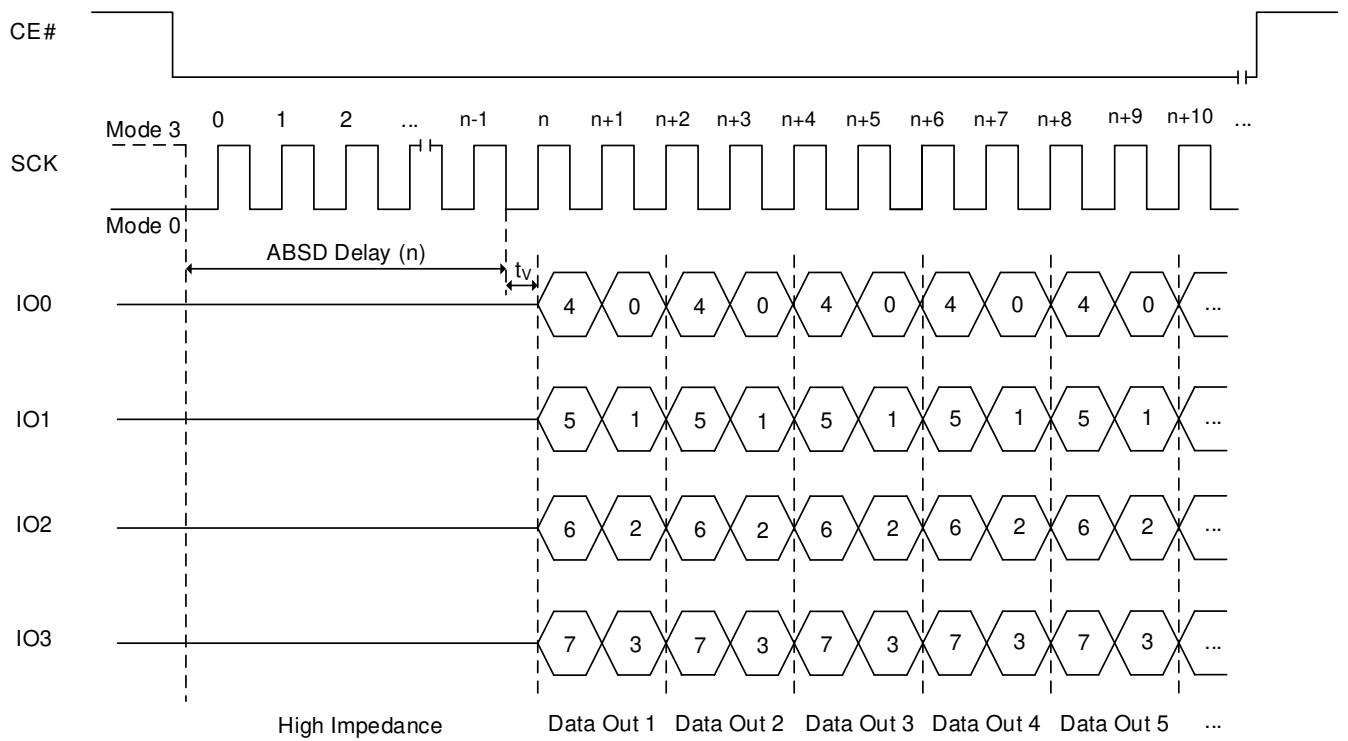 CE#
Mode 3 0 1 2 ... n-1 n n+1 n+2 n+3 n+4 n+5 n+6 n+7 n+8 n+9 n+10 ...
SCK
Mode 0
ABSD Delay (n)
tV
IO0 4 0 4 0 4 0 4 0 4 0 ...
IO1 5 1 5 1 5 1 5 1 5 1 ...
IO2 6 2 6 2 6 2 6 2 6 2 ...
IO3 7 3 7 3 7 3 7 3 7 3 ...
High Impedance Data Out 1 Data Out 2 Data Out 3 Data Out 4 Data Out 5 ...